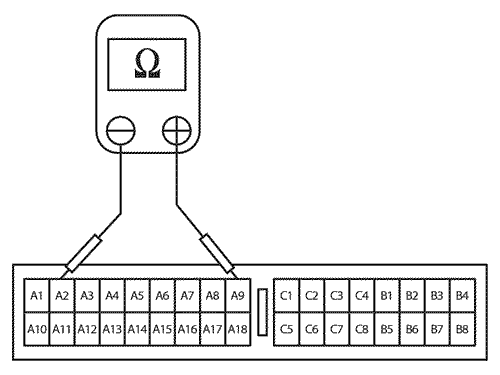 Ω
− +
A1 A2 A3 A4 A5 A6 A7 A8 A9 C1 C2 C3 C4 B1 B2 B3 B4
A10 A11 A12 A13 A14 A15 A16 A17 A18 C5 C6 C7 C8 B5 B6 B7 B8